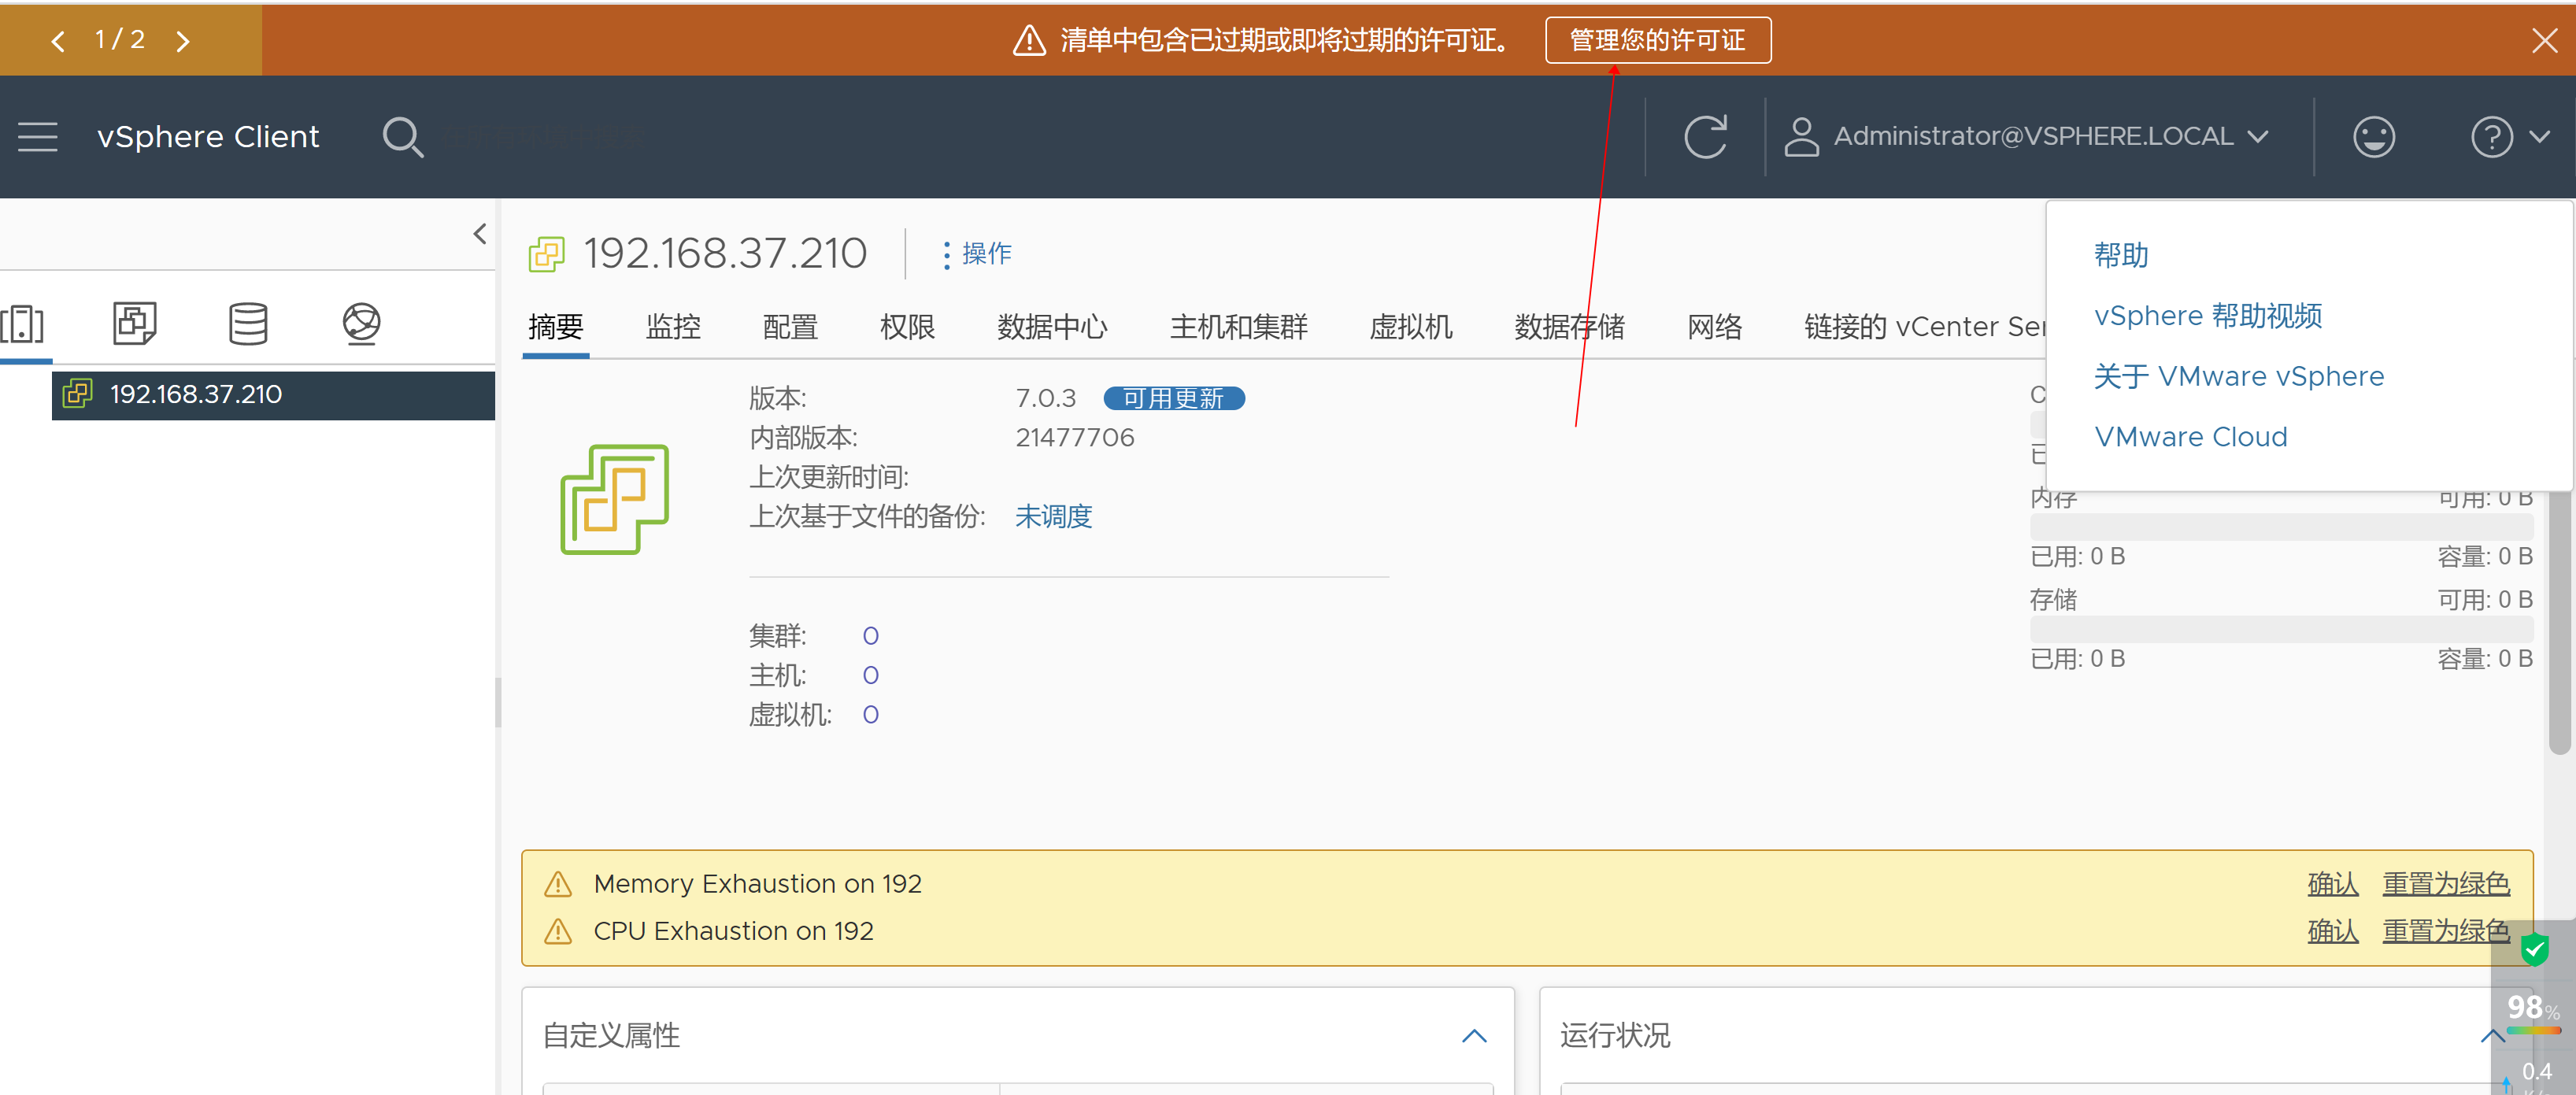 1 / 2
清单中包含已过期或即将过期的许可证。 管理您的许可证
vSphere Client
Administrator@VSPHERE.LOCAL
192.168.37.210
操作
帮助
vSphere 帮助视频
关于 VMware vSphere
VMware Cloud
摘要 监控 配置 权限 数据中心 主机和集群 虚拟机 数据存储 网络 链接的 vCenter Ser
192.168.37.210
版本: 7.0.3 可用更新
内部版本: 21477706
上次更新时间:
上次基于文件的备份: 未调度
集群: 0
主机: 0
虚拟机: 0
内存 可用: 0 B
已用: 0 B 容量: 0 B
存储 可用: 0 B
已用: 0 B 容量: 0 B
Memory Exhaustion on 192 确认 重置为绿色
CPU Exhaustion on 192 确认 重置为绿色
自定义属性
运行状况
98%
0.4